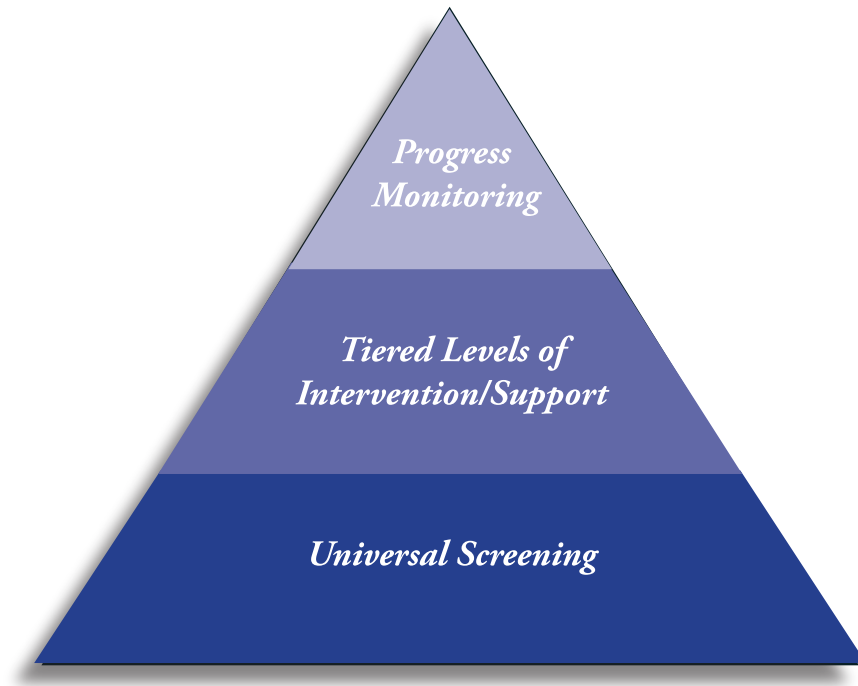 Progress
Monitoring
Tiered Levels of
Intervention/Support
Universal Screening